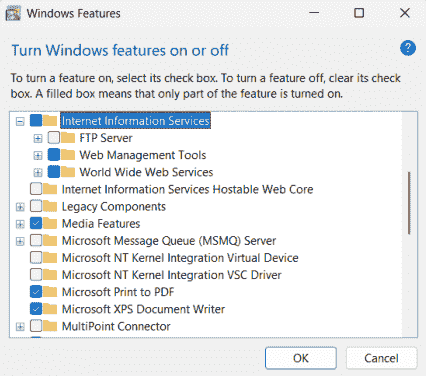 Windows Features
Turn Windows features on or off
?
To turn a feature on, select its check box. To turn a feature off, clear its check
box. A filled box means that only part of the feature is turned on.
Internet Information Services
FTP Server
Web Management Tools
World Wide Web Services
Internet Information Services Hostable Web Core
Legacy Components
Media Features
Microsoft Message Queue (MSMQ) Server
Microsoft NT Kernel Integration Virtual Device
Microsoft NT Kernel Integration VSC Driver
Microsoft Print to PDF
Microsoft XPS Document Writer
MultiPoint Connector
OK
Cancel